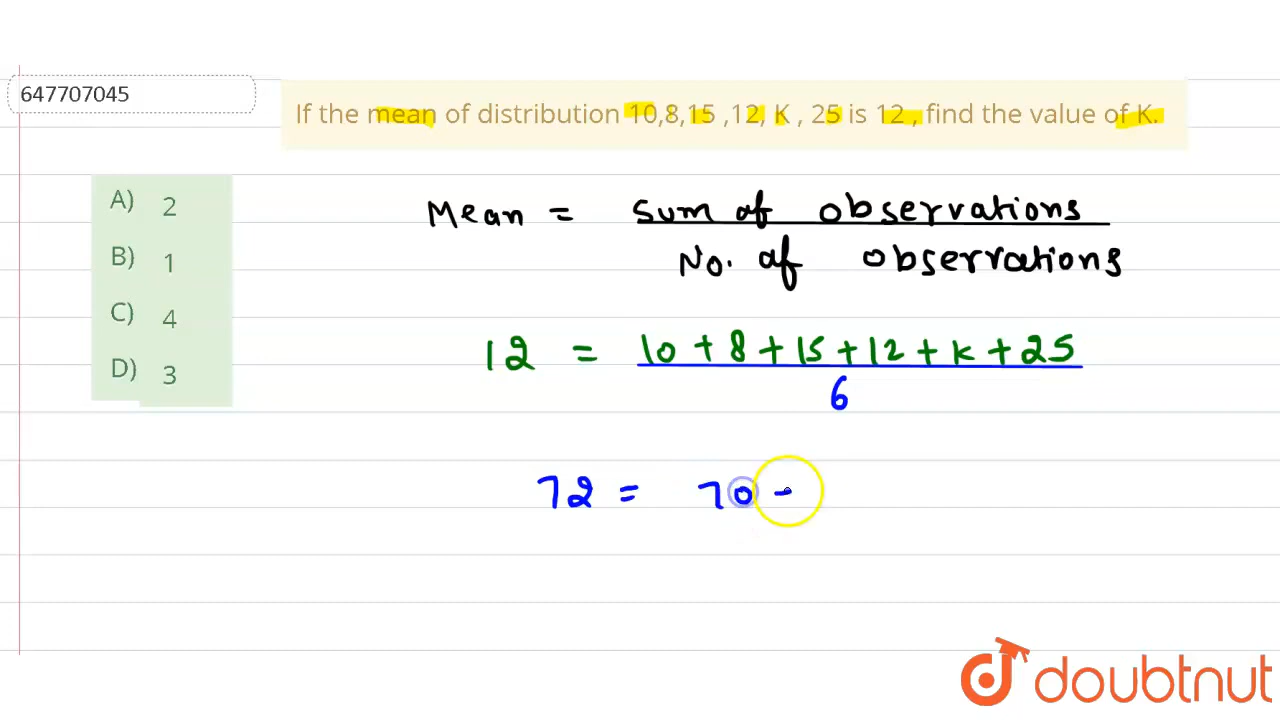 647707045
If the mean of distribution 10,8,15 ,12, K , 25 is 12 , find the value of K.
A) 2
B) 1
C) 4
D) 3
Mean = Sum of observations
No. of observations
12 = 10 + 8 + 15 + 12 + K + 25
6
72 = 70 -
doubtnut